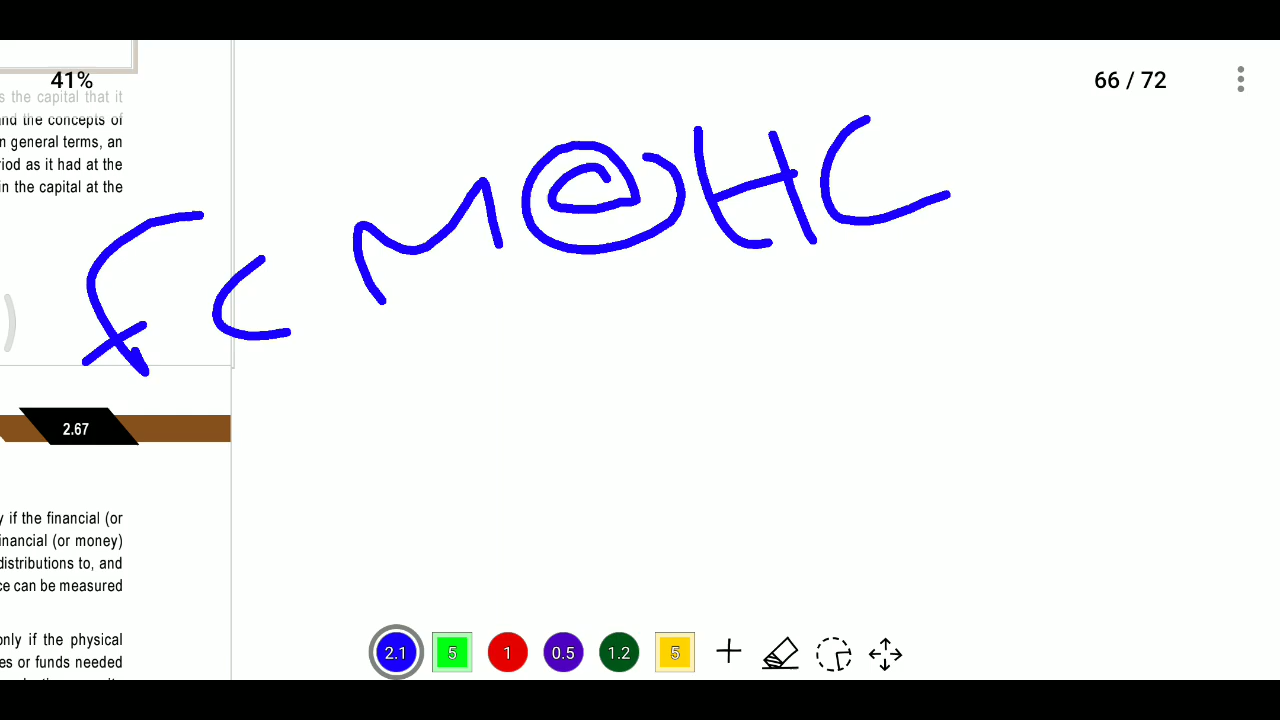 41%
66 / 72
s the capital that it
and the concepts of
n general terms, an
riod as it had at the
in the capital at the
FC M@HC
2.67
y if the financial (or
inancial (or money)
distributions to, and
ce can be measured
only if the physical
es or funds needed
2.1 5 1 0.5 1.2 5